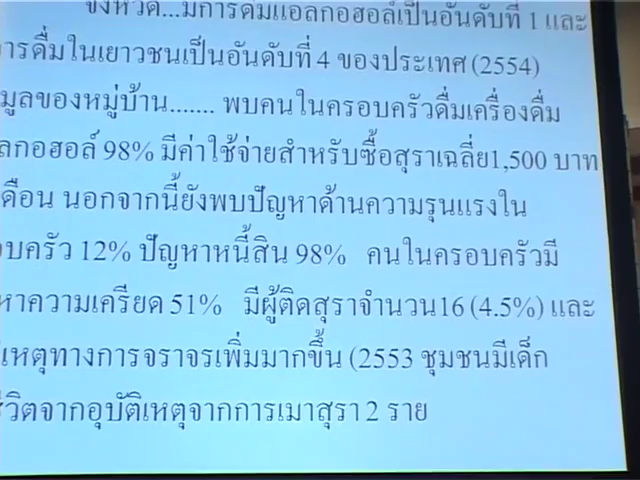 จังหวัด...มีการดื่มแอลกอฮอล์เป็นอันดับที่ 1 และ
ารดื่มในเยาวชนเป็นอันดับที่ 4 ของประเทศ (2554)
มูลของหมู่บ้าน....... พบคนในครอบครัวดื่มเครื่องดื่ม
ลกอฮอล์ 98% มีค่าใช้จ่ายสำหรับซื้อสุราเฉลี่ย1,500 บาท
ดือน นอกจากนี้ยังพบปัญหาด้านความรุนแรงใน
อบครัว 12% ปัญหาหนี้สิน 98% คนในครอบครัวมี
หาความเครียด 51% มีผู้ติดสุราจำนวน16 (4.5%) และ
เหตุทางการจราจรเพิ่มมากขึ้น (2553 ชุมชนมีเด็ก
ชีวิตจากอุบัติเหตุจากการเมาสุรา 2 ราย